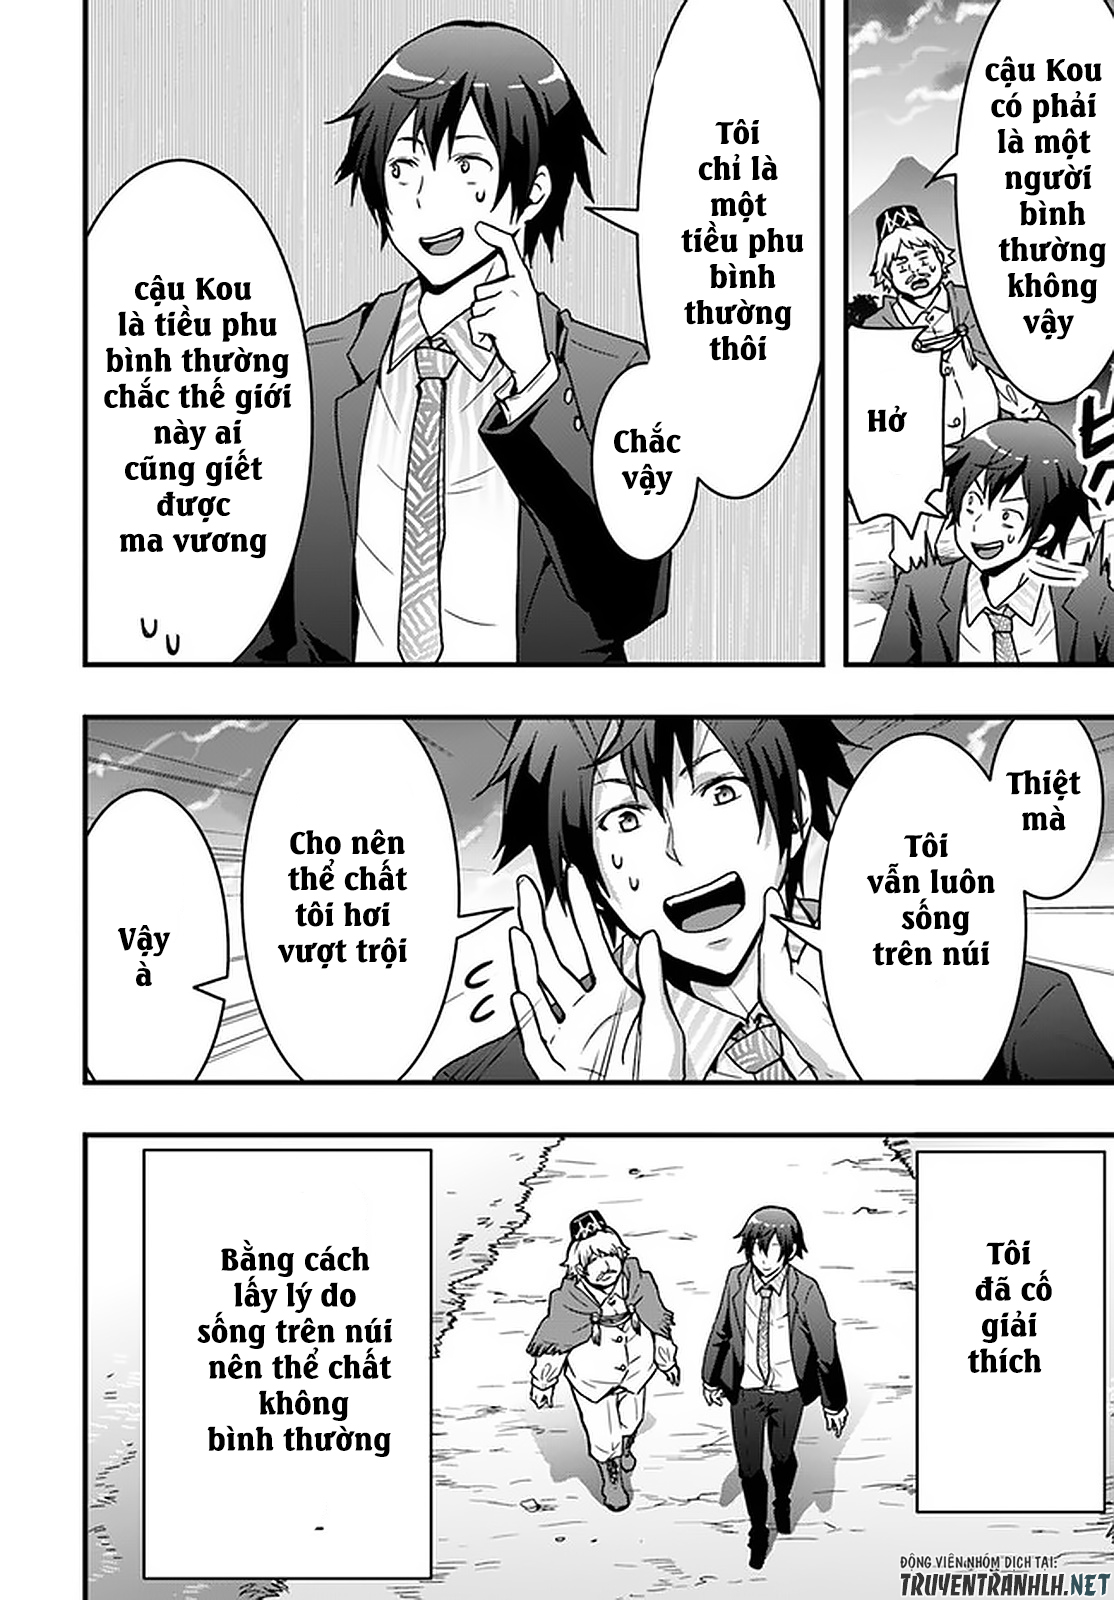 cậu Kou
có phải
là một
người
bình
thường
không
vậy
Hở
Tôi
chỉ là
một
tiều phu
bình
thường
thôi
Chắc
vậy
cậu Kou
là tiều phu
bình thường
chắc thế giới
này ai
cũng giết
được
ma vương
Thiệt
mà
Tôi
vẫn luôn
sống
trên núi
Cho nên
thể chất
tôi hơi
vượt trội
Vậy
à
Tôi
đã cố
giải
thích
Bằng cách
lấy lý do
sống trên núi
nên thể chất
không
bình thường
ĐỘNG VIÊN NHÓM DỊCH TẠI:
TRUYENTRANHLH.NET